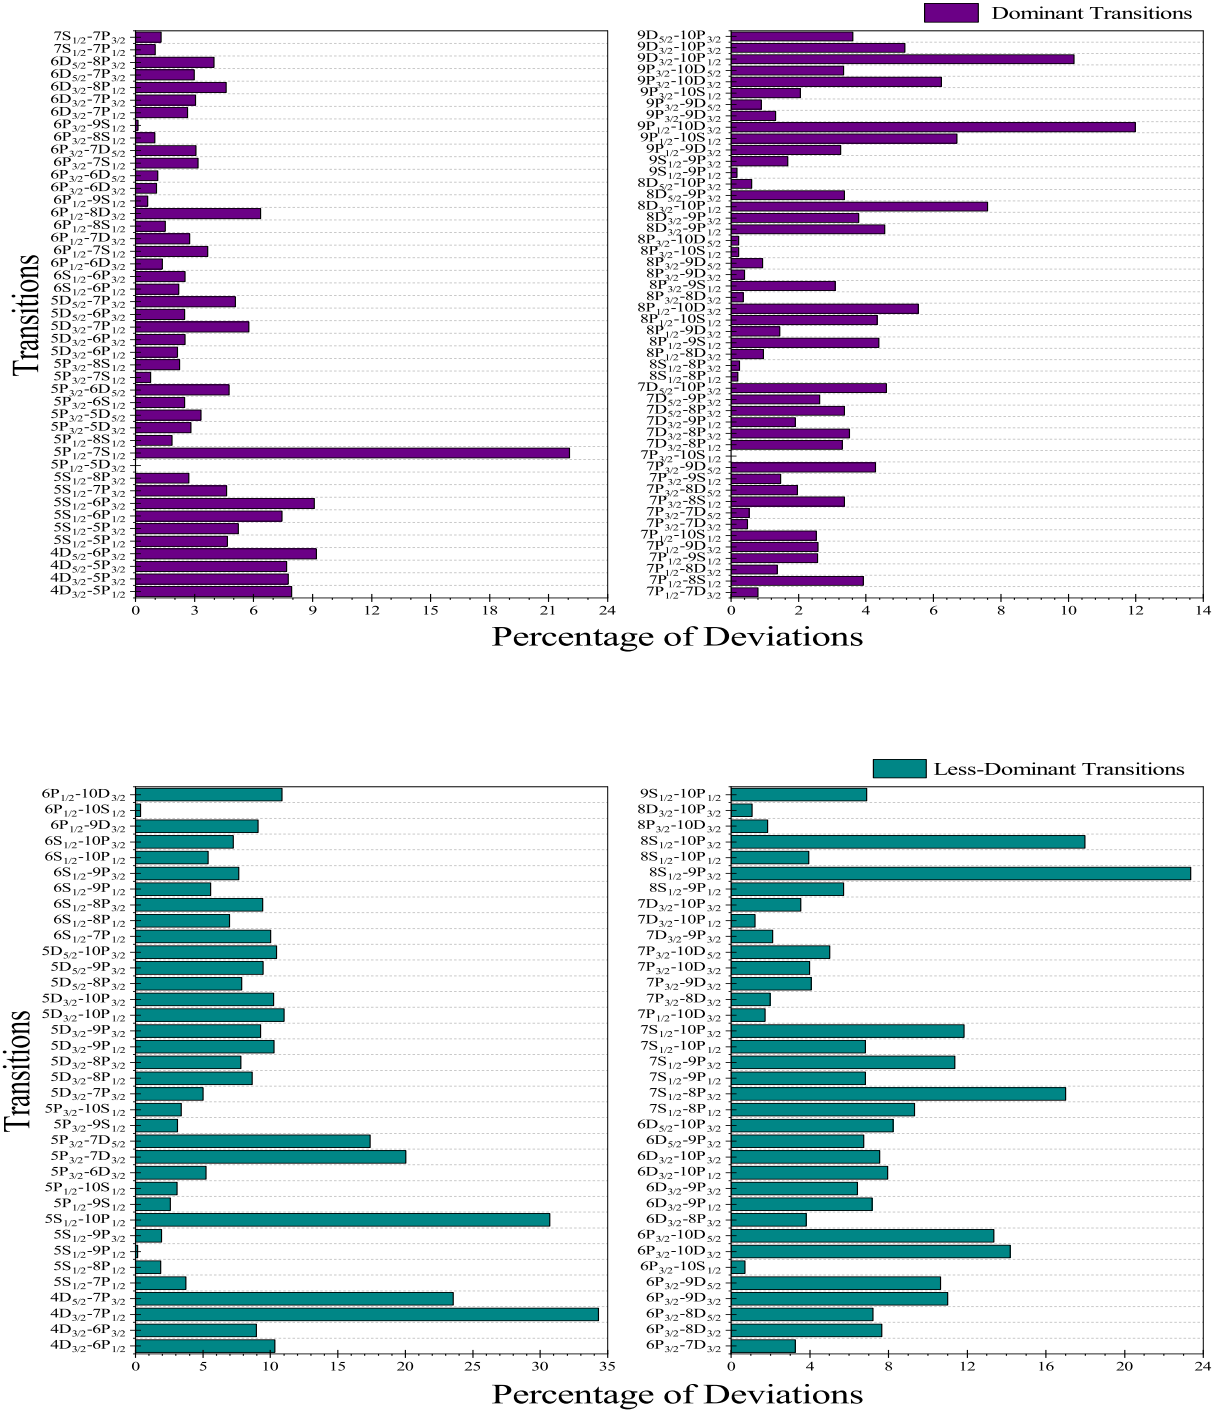 Dominant Transitions
Transitions
7S1/2-7P3/2
7S1/2-7P1/2
6D5/2-8P3/2
6D5/2-7P3/2
6D3/2-8P1/2
6D3/2-7P3/2
6D3/2-7P1/2
6P3/2-9S1/2
6P3/2-8S1/2
6P3/2-7D5/2
6P3/2-7S1/2
6P3/2-6D5/2
6P3/2-6D3/2
6P1/2-9S1/2
6P1/2-8D3/2
6P1/2-8S1/2
6P1/2-7D3/2
6P1/2-7S1/2
6P1/2-6D3/2
6S1/2-6P3/2
6S1/2-6P1/2
5D5/2-7P3/2
5D5/2-6P3/2
5D3/2-7P1/2
5D3/2-6P3/2
5D3/2-6P1/2
5P3/2-8S1/2
5P3/2-7S1/2
5P3/2-6D5/2
5P3/2-6S1/2
5P3/2-5D5/2
5P3/2-5D3/2
5P1/2-8S1/2
5P1/2-7S1/2
5P1/2-5D3/2
5S1/2-8P3/2
5S1/2-7P3/2
5S1/2-6P3/2
5S1/2-6P1/2
5S1/2-5P3/2
5S1/2-5P1/2
4D5/2-6P3/2
4D5/2-5P3/2
4D3/2-5P3/2
4D3/2-5P1/2
0 3 6 9 12 15 18 21 24
9D5/2-10P3/2
9D3/2-10P3/2
9D3/2-10P1/2
9P3/2-10D5/2
9P3/2-10D3/2
9P3/2-10S1/2
9P3/2-9D5/2
9P3/2-9D3/2
9P1/2-10D3/2
9P1/2-10S1/2
9P1/2-9D3/2
9S1/2-9P3/2
9S1/2-9P1/2
8D5/2-10P3/2
8D5/2-9P3/2
8D3/2-10P1/2
8D3/2-9P3/2
8D3/2-9P1/2
8P3/2-10D5/2
8P3/2-10S1/2
8P3/2-9D5/2
8P3/2-9D3/2
8P3/2-9S1/2
8P3/2-8D3/2
8P1/2-10D3/2
8P1/2-10S1/2
8P1/2-9D3/2
8P1/2-9S1/2
8P1/2-8D3/2
8S1/2-8P3/2
8S1/2-8P1/2
7D5/2-10P3/2
7D5/2-9P3/2
7D5/2-8P3/2
7D3/2-9P1/2
7D3/2-8P3/2
7D3/2-8P1/2
7P3/2-10S1/2
7P3/2-9D5/2
7P3/2-9S1/2
7P3/2-8D5/2
7P3/2-8S1/2
7P3/2-7D5/2
7P3/2-7D3/2
7P1/2-10S1/2
7P1/2-9D3/2
7P1/2-9S1/2
7P1/2-8D3/2
7P1/2-8S1/2
7P1/2-7D3/2
0 2 4 6 8 10 12 14
Percentage of Deviations
Less-Dominant Transitions
Transitions
6P1/2-10D3/2
6P1/2-10S1/2
6P1/2-9D3/2
6S1/2-10P3/2
6S1/2-10P1/2
6S1/2-9P3/2
6S1/2-9P1/2
6S1/2-8P3/2
6S1/2-8P1/2
6S1/2-7P1/2
5D5/2-10P3/2
5D5/2-9P3/2
5D5/2-8P3/2
5D3/2-10P3/2
5D3/2-10P1/2
5D3/2-9P3/2
5D3/2-9P1/2
5D3/2-8P3/2
5D3/2-8P1/2
5D3/2-7P3/2
5P3/2-10S1/2
5P3/2-9S1/2
5P3/2-7D5/2
5P3/2-7D3/2
5P3/2-6D3/2
5P1/2-10S1/2
5P1/2-9S1/2
5S1/2-10P1/2
5S1/2-9P3/2
5S1/2-9P1/2
5S1/2-8P1/2
5S1/2-7P1/2
4D5/2-7P3/2
4D3/2-7P1/2
4D3/2-6P3/2
4D3/2-6P1/2
0 5 10 15 20 25 30 35
9S1/2-10P1/2
8D3/2-10P3/2
8P3/2-10D3/2
8S1/2-10P3/2
8S1/2-10P1/2
8S1/2-9P3/2
8S1/2-9P1/2
7D3/2-10P3/2
7D3/2-10P1/2
7D3/2-9P3/2
7P3/2-10D5/2
7P3/2-10D3/2
7P3/2-9D3/2
7P3/2-8D3/2
7P1/2-10D3/2
7S1/2-10P3/2
7S1/2-10P1/2
7S1/2-9P3/2
7S1/2-9P1/2
7S1/2-8P3/2
7S1/2-8P1/2
6D5/2-10P3/2
6D5/2-9P3/2
6D3/2-10P3/2
6D3/2-10P1/2
6D3/2-9P3/2
6D3/2-9P1/2
6D3/2-8P3/2
6P3/2-10D5/2
6P3/2-10D3/2
6P3/2-10S1/2
6P3/2-9D5/2
6P3/2-9D3/2
6P3/2-8D5/2
6P3/2-8D3/2
6P3/2-7D3/2
0 4 8 12 16 20 24
Percentage of Deviations